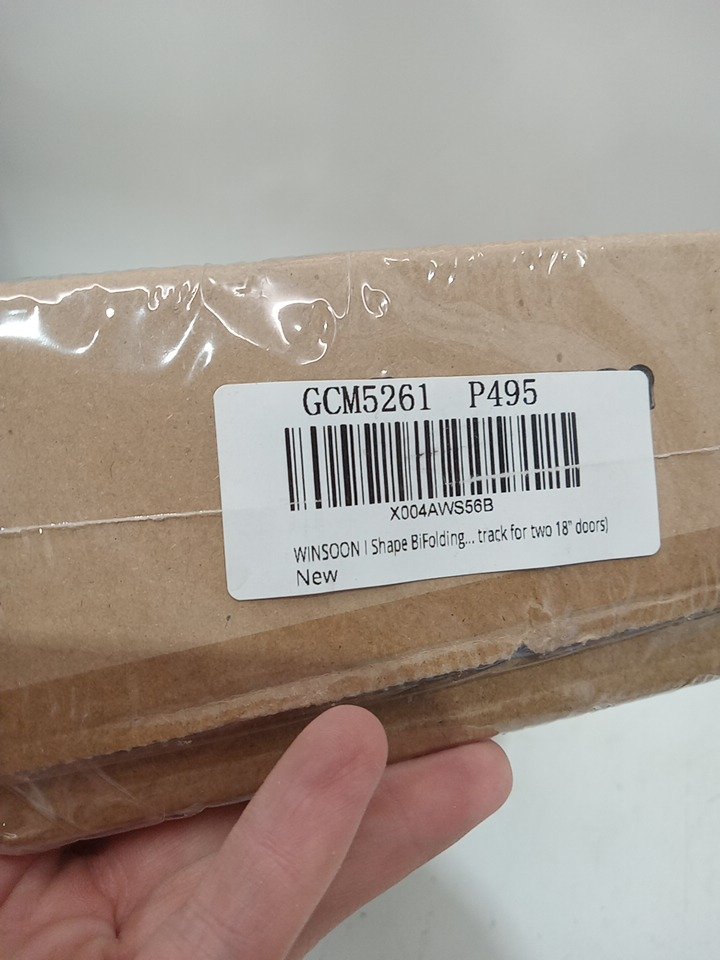 GCM5261 P495
X004AWS56B
WINSOON I Shape BiFolding... track for two 18" doors)
New